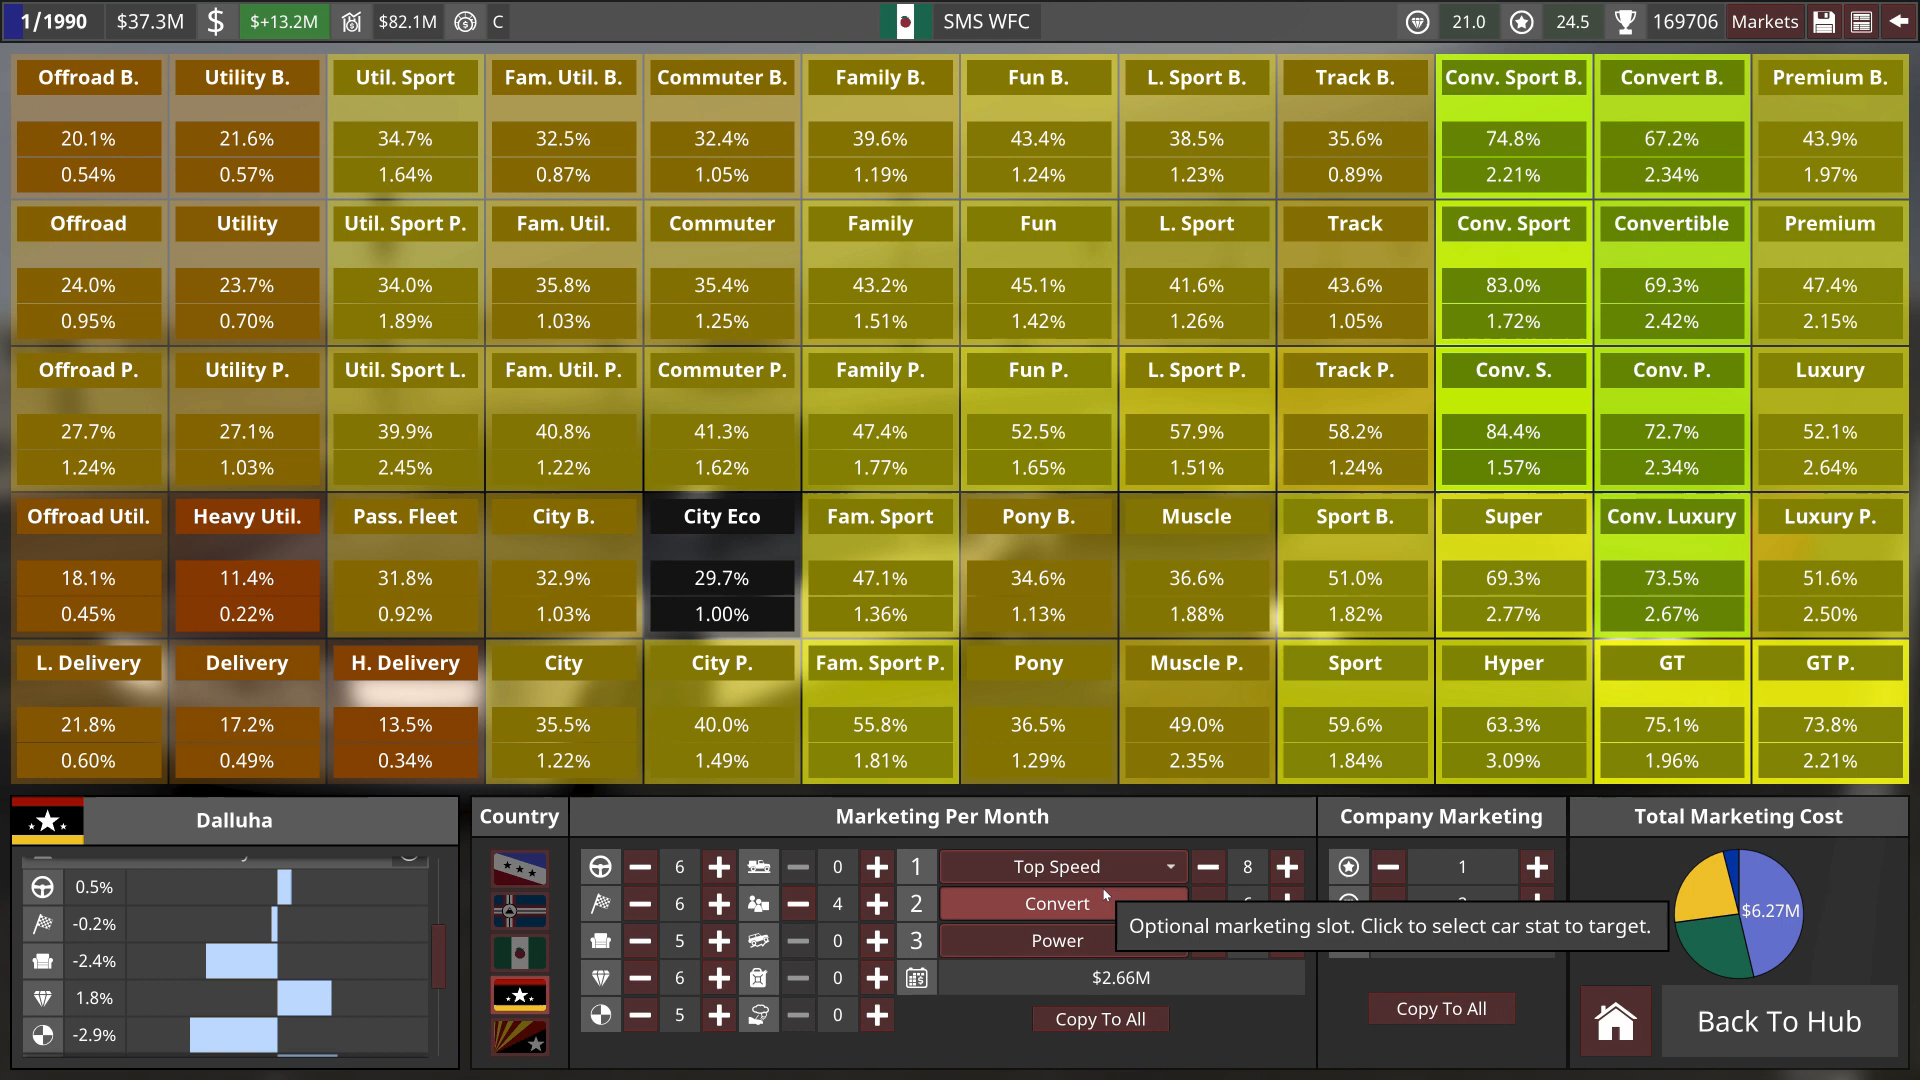 1/1990 $37.3M $+13.2M $82.1M C SMS WFC 21.0 24.5 169706 Markets
Offroad B. Utility B. Util. Sport Fam. Util. B. Commuter B. Family B. Fun B. L. Sport B. Track B. Conv. Sport B. Convert B. Premium B.
20.1% 21.6% 34.7% 32.5% 32.4% 39.6% 43.4% 38.5% 35.6% 74.8% 67.2% 43.9%
0.54% 0.57% 1.64% 0.87% 1.05% 1.19% 1.24% 1.23% 0.89% 2.21% 2.34% 1.97%
Offroad Utility Util. Sport P. Fam. Util. Commuter Family Fun L. Sport Track Conv. Sport Convertible Premium
24.0% 23.7% 34.0% 35.8% 35.4% 43.2% 45.1% 41.6% 43.6% 83.0% 69.3% 47.4%
0.95% 0.70% 1.89% 1.03% 1.25% 1.51% 1.42% 1.26% 1.05% 1.72% 2.42% 2.15%
Offroad P. Utility P. Util. Sport L. Fam. Util. P. Commuter P. Family P. Fun P. L. Sport P. Track P. Conv. S. Conv. P. Luxury
27.7% 27.1% 39.9% 40.8% 41.3% 47.4% 52.5% 57.9% 58.2% 84.4% 72.7% 52.1%
1.24% 1.03% 2.45% 1.22% 1.62% 1.77% 1.65% 1.51% 1.24% 1.57% 2.34% 2.64%
Offroad Util. Heavy Util. Pass. Fleet City B. City Eco Fam. Sport Pony B. Muscle Sport B. Super Conv. Luxury Luxury P.
18.1% 11.4% 31.8% 32.9% 29.7% 47.1% 34.6% 36.6% 51.0% 69.3% 73.5% 51.6%
0.45% 0.22% 0.92% 1.03% 1.00% 1.36% 1.13% 1.88% 1.82% 2.77% 2.67% 2.50%
L. Delivery Delivery H. Delivery City City P. Fam. Sport P. Pony Muscle P. Sport Hyper GT GT P.
21.8% 17.2% 13.5% 35.5% 40.0% 55.8% 36.5% 49.0% 59.6% 63.3% 75.1% 73.8%
0.60% 0.49% 0.34% 1.22% 1.49% 1.81% 1.29% 2.35% 1.84% 3.09% 1.96% 2.21%
Dalluha
0.5%
-0.2%
-2.4%
1.8%
-2.9%
Country
Marketing Per Month
6 0 1 Top Speed 8
6 4 2 Convert
5 0 3 Power
6 0 $2.66M
5 0 Copy To All
Company Marketing
1
Optional marketing slot. Click to select car stat to target.
Copy To All
Total Marketing Cost
$6.27M
Back To Hub